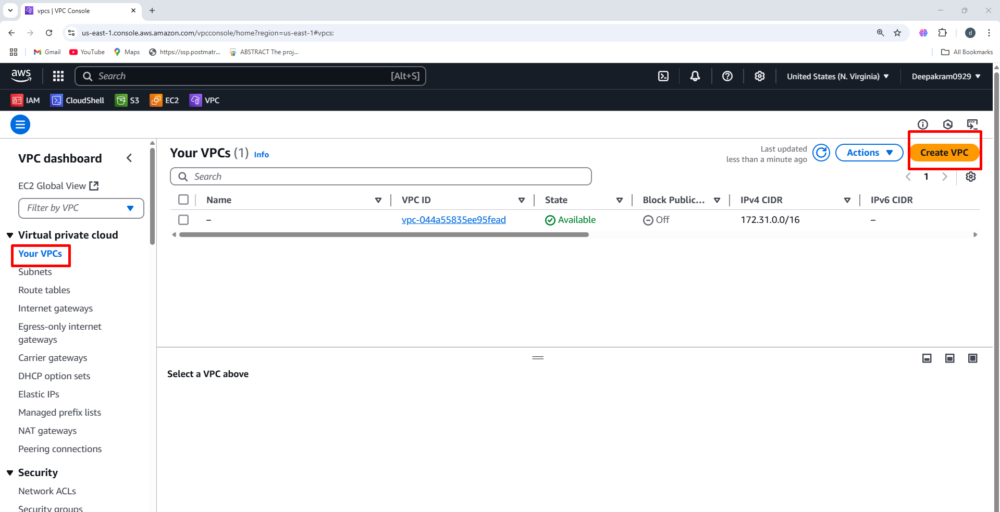 vpcs | VPC Console
us-east-1.console.aws.amazon.com/vpcconsole/home?region=us-east-1#vpcs:
d
Gmail YouTube Maps https://ssp.postmatr... ABSTRACT The proj... All Bookmarks
aws Search [Alt+S] United States (N. Virginia) Deepakram0929
IAM CloudShell S3 EC2 VPC
VPC dashboard
EC2 Global View
Filter by VPC
Virtual private cloud
Your VPCs
Subnets
Route tables
Internet gateways
Egress-only internet
gateways
Carrier gateways
DHCP option sets
Elastic IPs
Managed prefix lists
NAT gateways
Peering connections
Security
Network ACLs
Security groups
Your VPCs (1) Info
Last updated
less than a minute ago
Actions
Create VPC
Search
1
Name VPC ID State Block Public... IPv4 CIDR IPv6 CIDR
– vpc-044a55835ee95fead Available Off 172.31.0.0/16 –
Select a VPC above